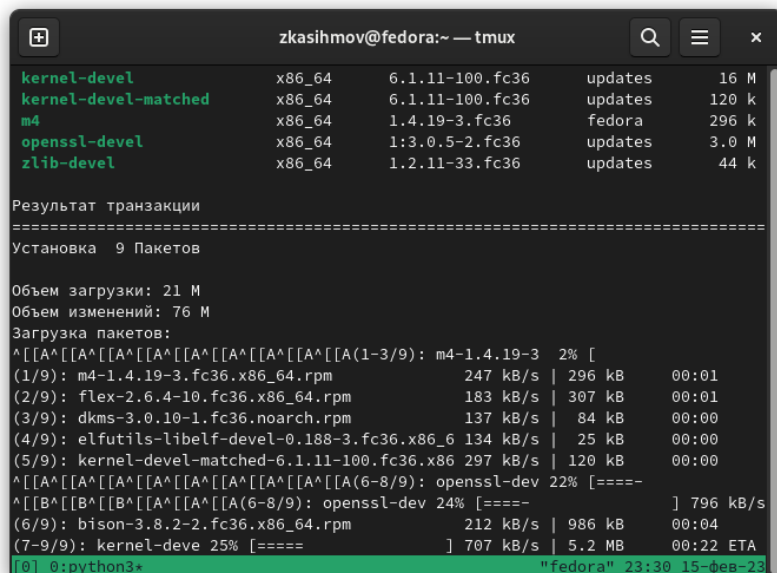 zkasihmov@fedora:~ — tmux
kernel-devel x86_64 6.1.11-100.fc36 updates 16 M
kernel-devel-matched x86_64 6.1.11-100.fc36 updates 120 k
m4 x86_64 1.4.19-3.fc36 fedora 296 k
openssl-devel x86_64 1:3.0.5-2.fc36 updates 3.0 M
zlib-devel x86_64 1.2.11-33.fc36 updates 44 k
Результат транзакции
================================================================================
Установка  9 Пакетов
Объем загрузки: 21 M
Объем изменений: 76 M
Загрузка пакетов:
^[[A^[[A^[[A^[[A^[[A^[[A^[[A^[[A^[[A(1-3/9): m4-1.4.19-3  2% [
(1/9): m4-1.4.19-3.fc36.x86_64.rpm 247 kB/s | 296 kB 00:01
(2/9): flex-2.6.4-10.fc36.x86_64.rpm 183 kB/s | 307 kB 00:01
(3/9): dkms-3.0.10-1.fc36.noarch.rpm 137 kB/s | 84 kB 00:00
(4/9): elfutils-libelf-devel-0.188-3.fc36.x86_6 134 kB/s | 25 kB 00:00
(5/9): kernel-devel-matched-6.1.11-100.fc36.x86 297 kB/s | 120 kB 00:00
^[[A^[[A^[[A^[[A^[[A^[[A^[[A^[[A(6-8/9): openssl-dev 22% [====-
^[[B^[[B^[[B^[[A^[[A^[[A(6-8/9): openssl-dev 24% [====- ] 796 kB/s
(6/9): bison-3.8.2-2.fc36.x86_64.rpm 212 kB/s | 986 kB 00:04
(7-9/9): kernel-deve 25% [===== ] 707 kB/s | 5.2 MB 00:22 ETA
[0] 0:python3* "fedora" 23:30 15-фев-23